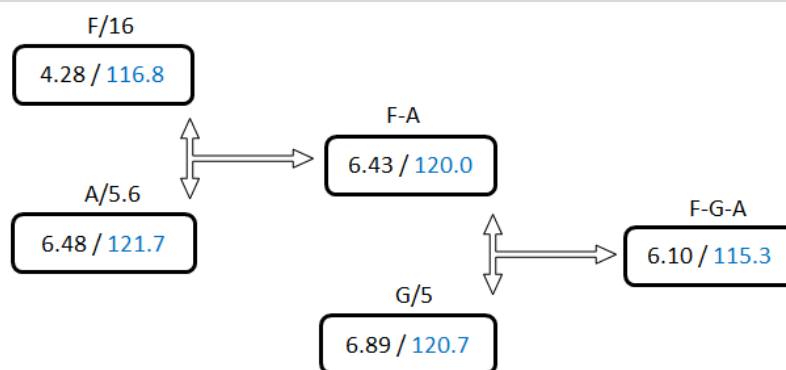 F/16
4.28 / 116.8
F-A
6.43 / 120.0
A/5.6
6.48 / 121.7
F-G-A
6.10 / 115.3
G/5
6.89 / 120.7